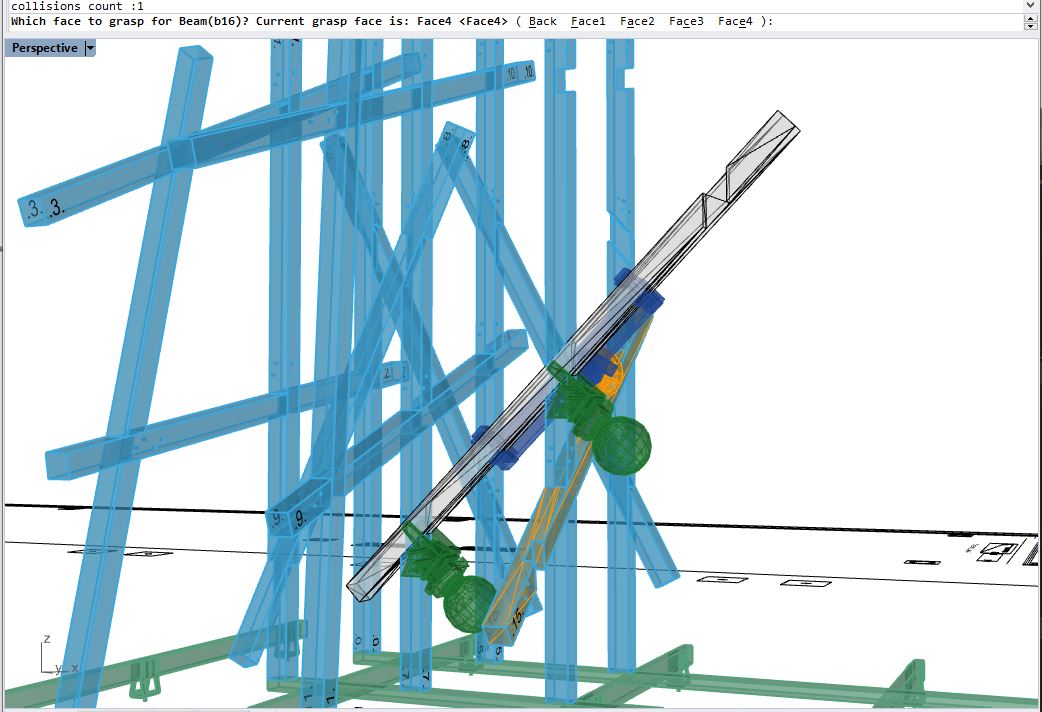 collisions count :1
Which face to grasp for Beam(b16)? Current grasp face is: Face4 <Face4> ( Back  Face1  Face2  Face3  Face4 ):
Perspective
.10. .10.
.8. .8.
.3. .3.
.2.
.9. .9.
.15.
z
y x